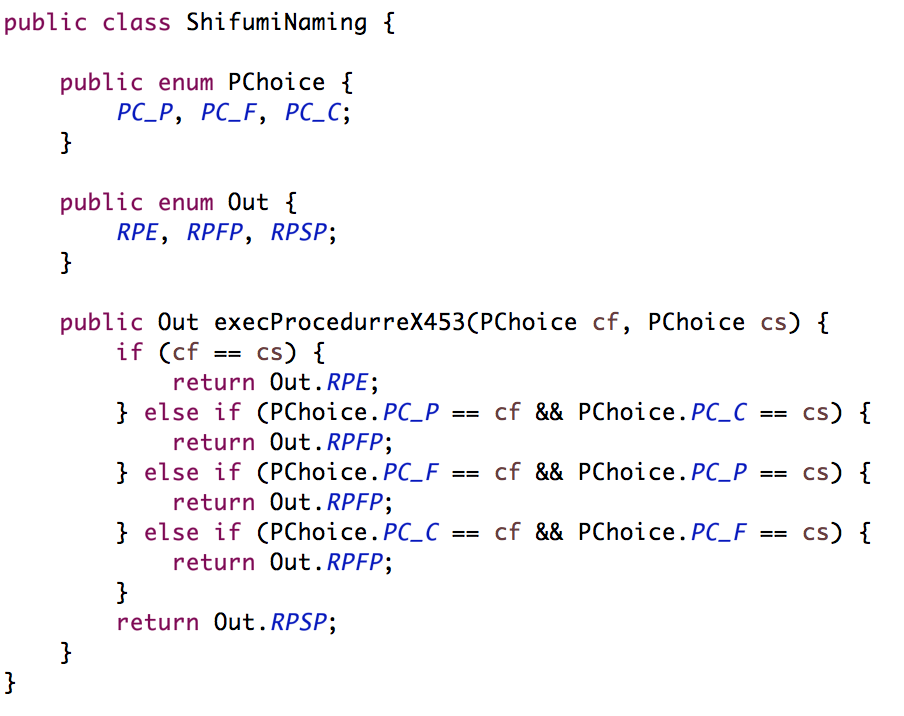 public class ShifumiNaming {

    public enum PChoice {
        PC_P, PC_F, PC_C;
    }

    public enum Out {
        RPE, RPFP, RPSP;
    }

    public Out execProcedurreX453(PChoice cf, PChoice cs) {
        if (cf == cs) {
            return Out.RPE;
        } else if (PChoice.PC_P == cf && PChoice.PC_C == cs) {
            return Out.RPFP;
        } else if (PChoice.PC_F == cf && PChoice.PC_P == cs) {
            return Out.RPFP;
        } else if (PChoice.PC_C == cf && PChoice.PC_F == cs) {
            return Out.RPFP;
        }
        return Out.RPSP;
    }
}